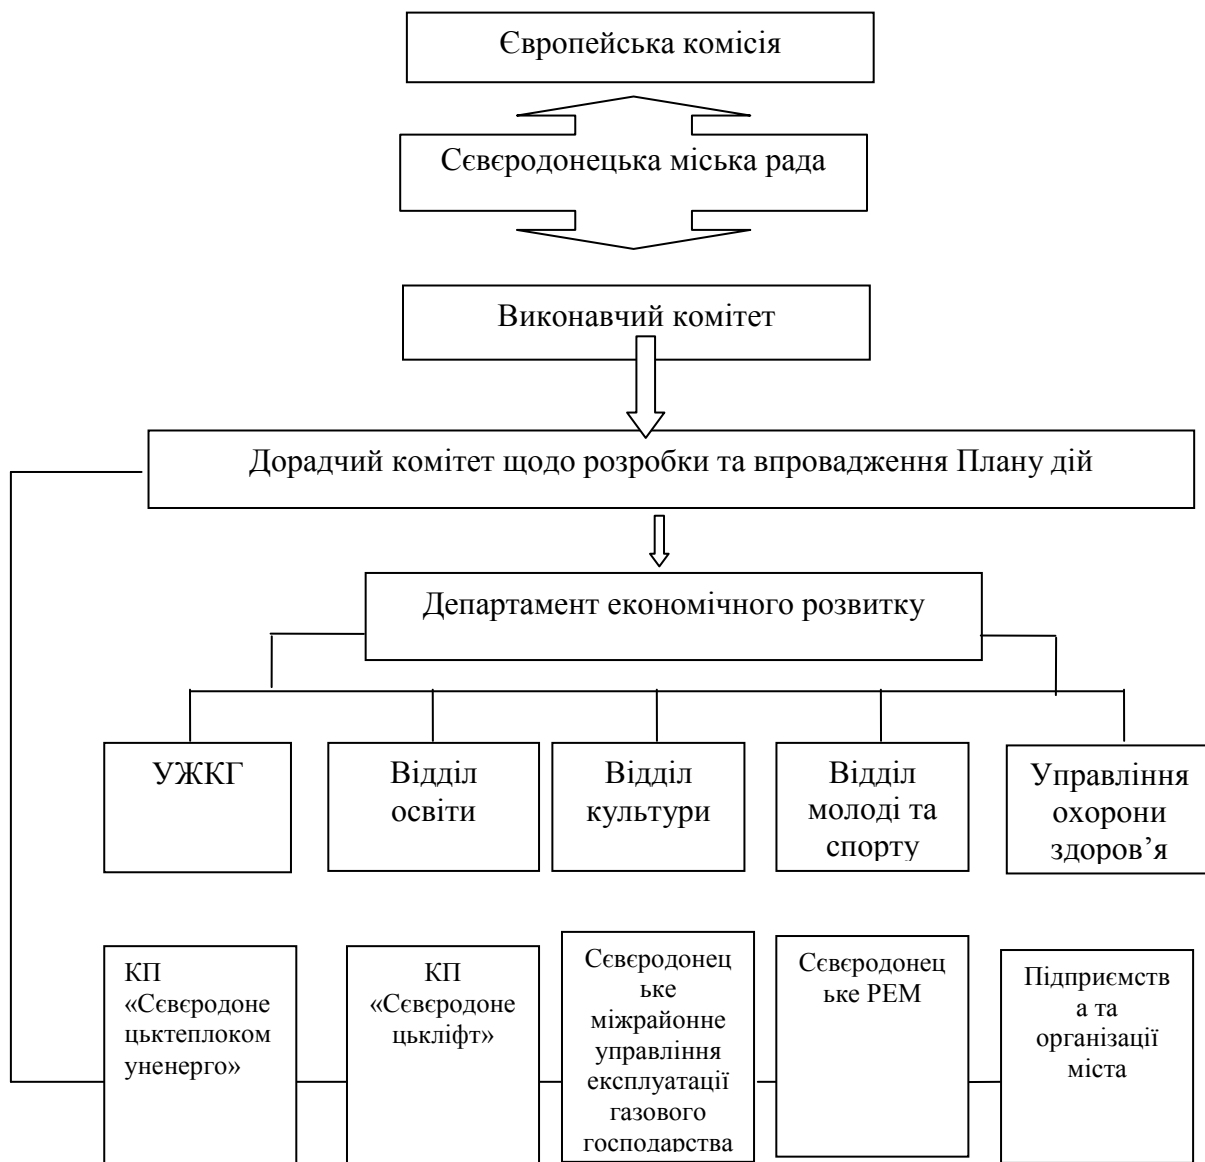 Європейська комісія
Сєвєродонецька міська рада
Виконавчий комітет
Дорадчий комітет щодо розробки та впровадження Плану дій
Департамент економічного розвитку
УЖКГ
Відділ
освіти
Відділ
культури
Відділ
молоді та
спорту
Управління
охорони
здоров’я
КП
«Сєвєродоне
цьктеплоком
уненерго»
КП
«Сєвєродоне
цькліфт»
Сєвєродонец
ьке
міжрайонне
управління
експлуатації
газового
господарства
Сєвєродонец
ьке РЕМ
Підприємств
а та
організації
міста